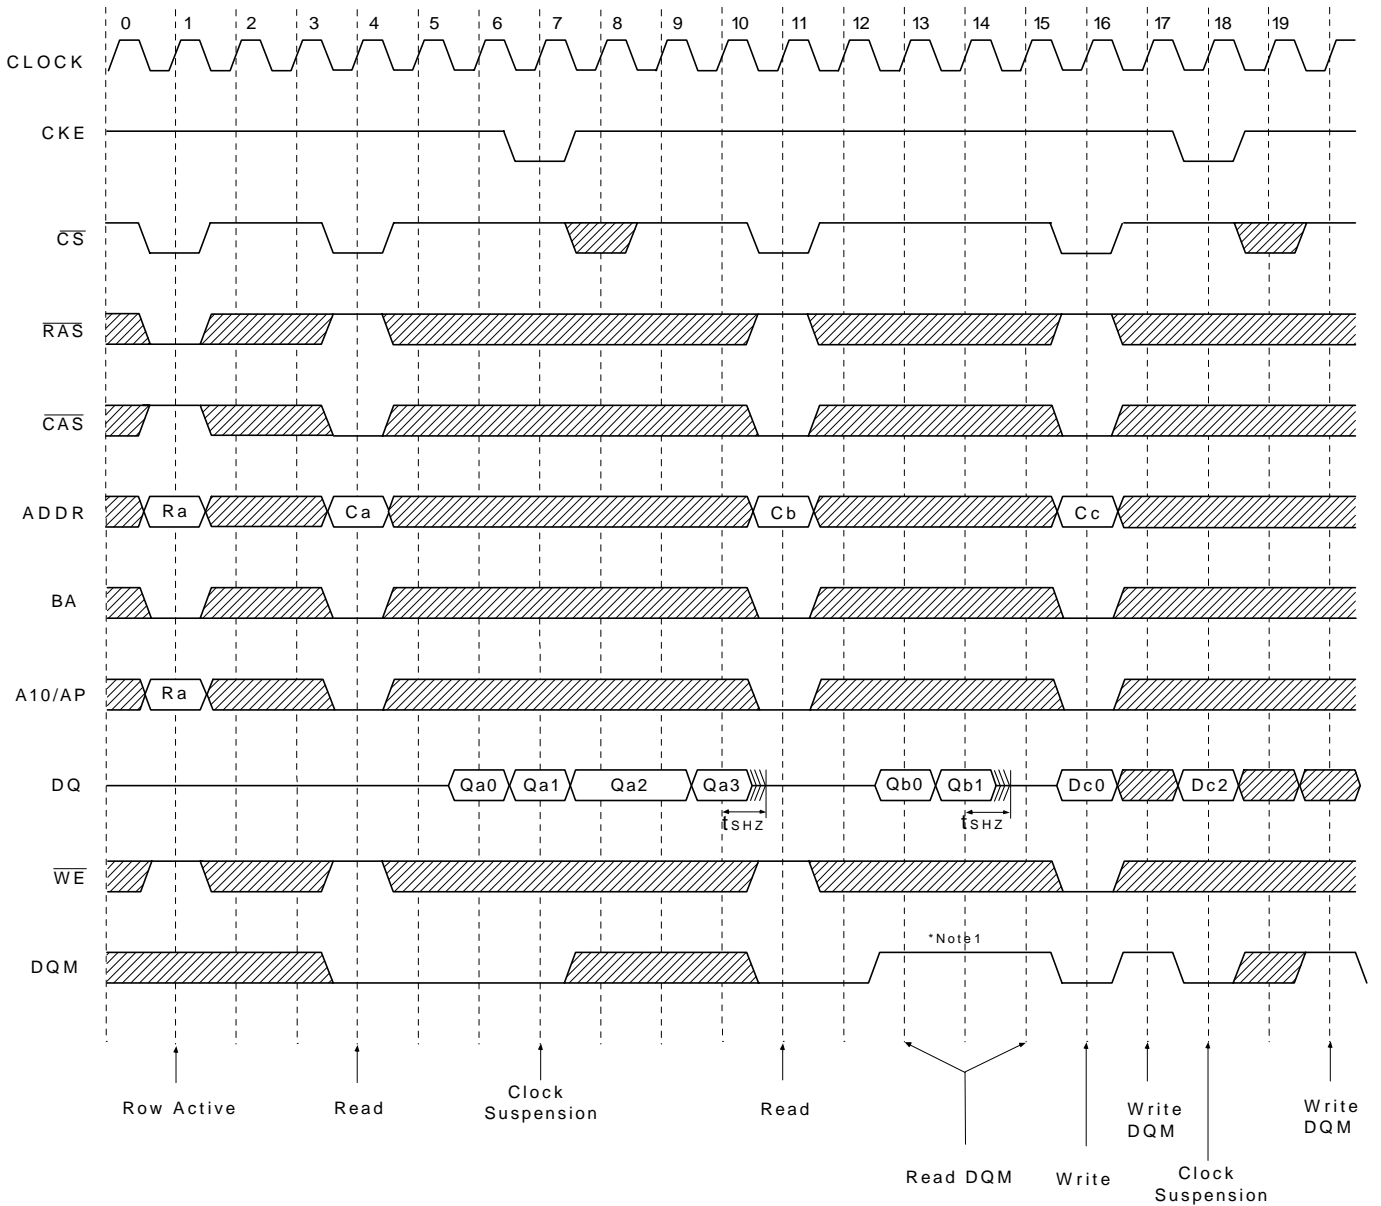 0 1 2 3 4 5 6 7 8 9 10 11 12 13 14 15 16 17 18 19
CLOCK
CKE
CS
RAS
CAS
ADDR Ra Ca Cb Cc
BA
A10/AP Ra
DQ Qa0 Qa1 Qa2 Qa3 Qb0 Qb1 Dc0 Dc2
tSHZ tSHZ
WE
*Note1
DQM
Row Active
Read
Clock
Suspension
Read
Read DQM
Write
Write
DQM
Clock
Suspension
Write
DQM